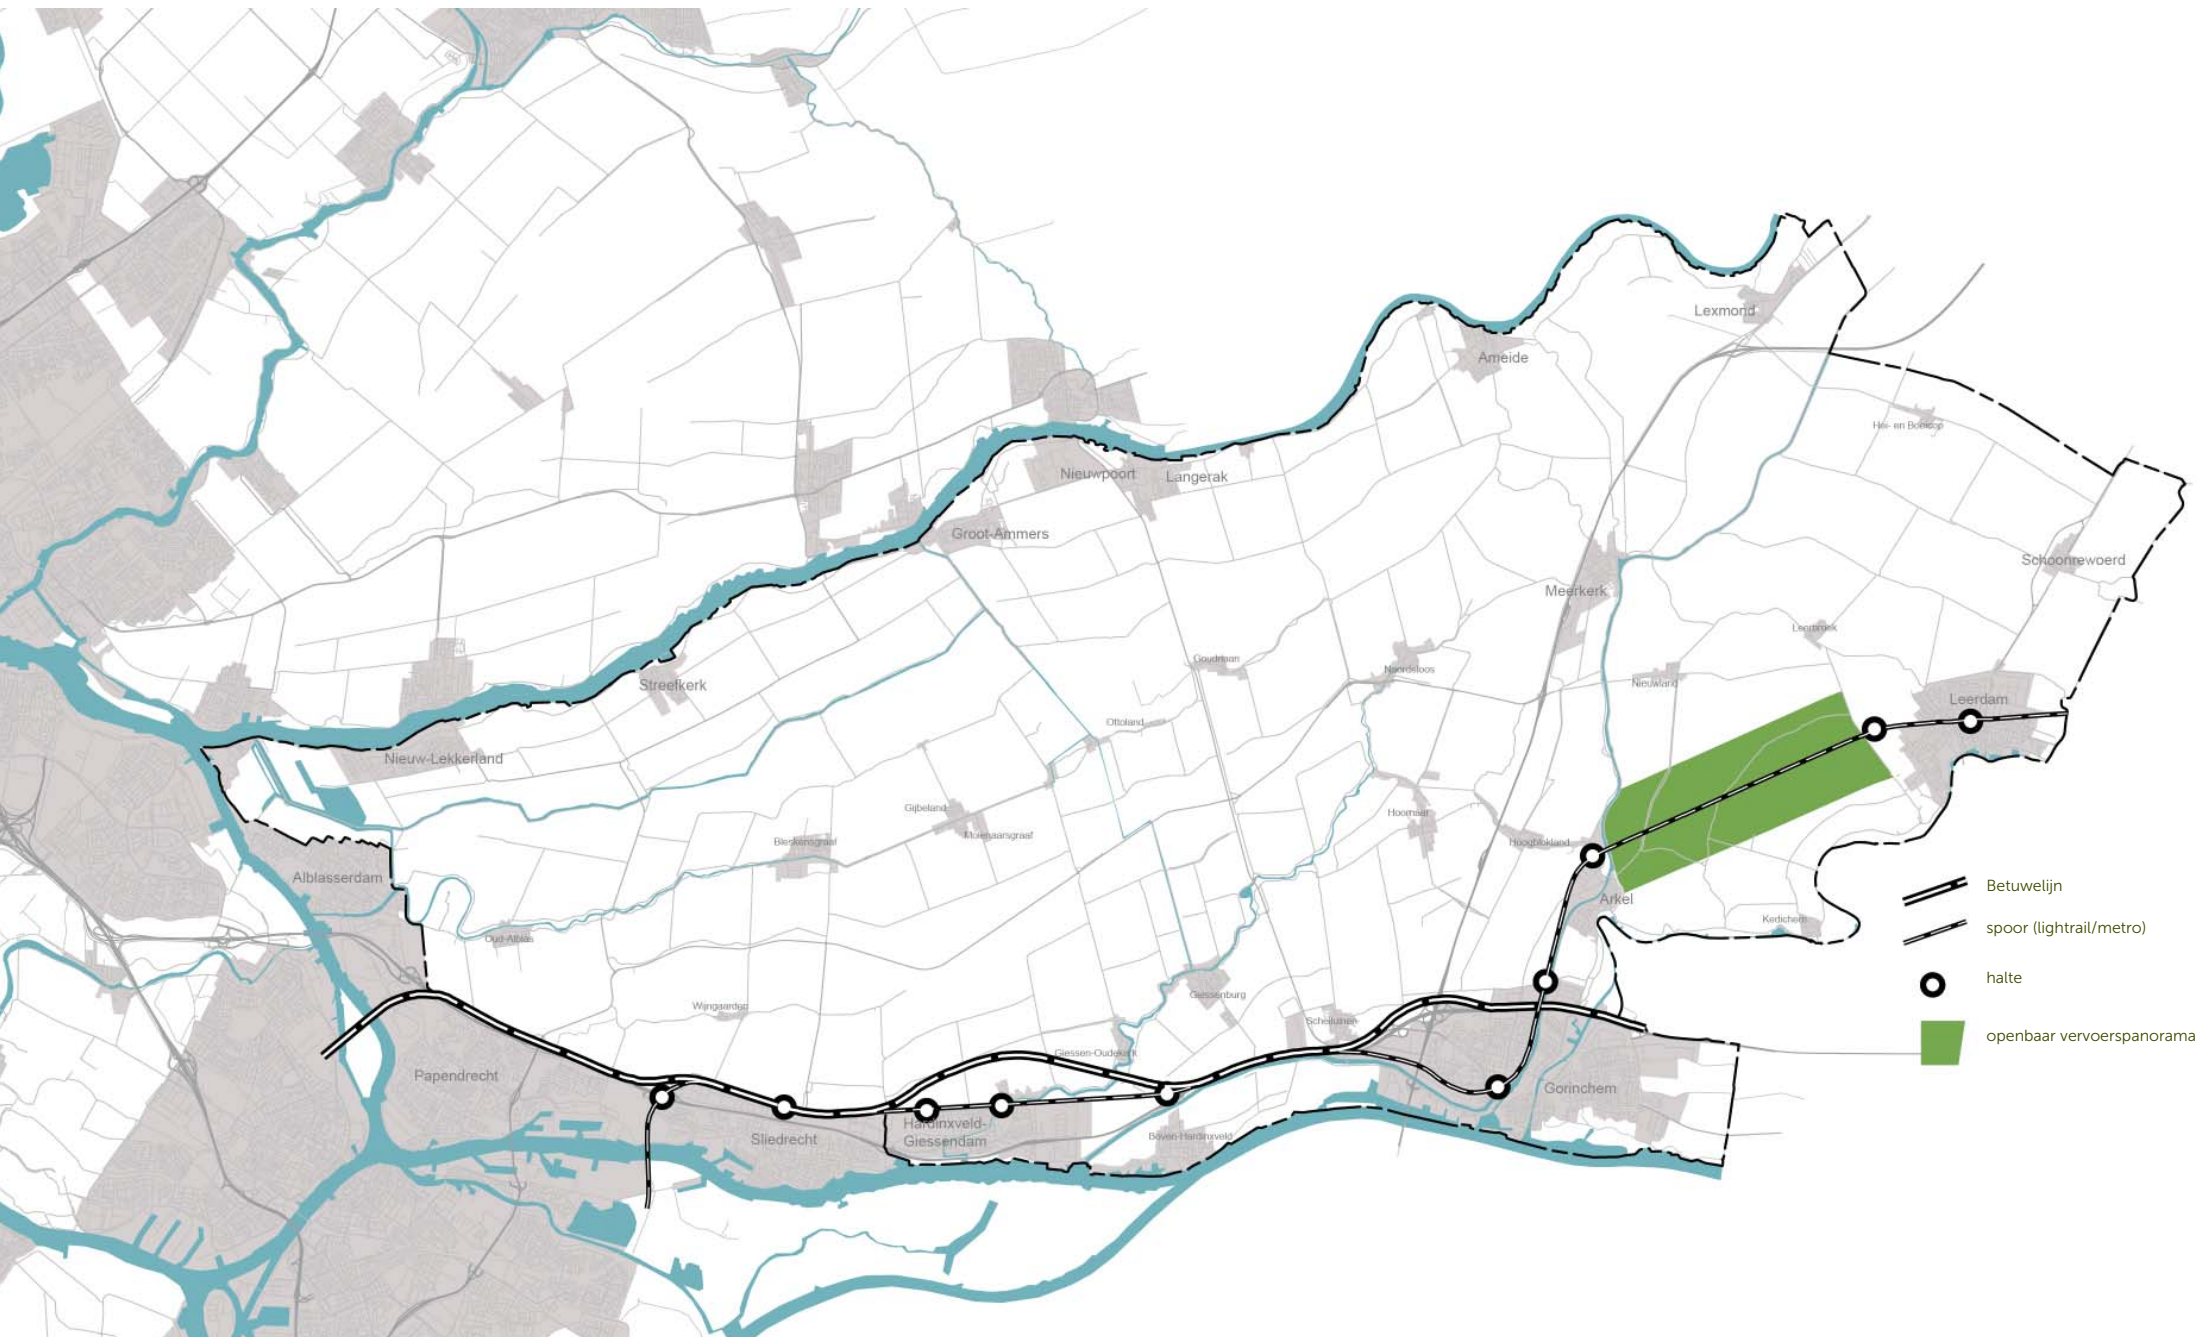 Lexmond
Ameide
Hei- en Boeicop
Nieuwpoort
Langerak
Groot-Ammers
Schoonrewoerd
Meerkerk
Leerbroek
Goudriaan
Noordeloos
Nieuwland
Streefkerk
Leerdam
Ottoland
Nieuw-Lekkerland
Gijbeland
Molenaarsgraaf
Hoornaar
Bleskensgraaf
Hoogblokland
Alblasserdam
Arkel
Kedichem
Oud-Alblas
Giessenburg
Wijngaarden
Schelluinen
Giessen-Oudekerk
Papendrecht
Gorinchem
Sliedrecht
Hardinxveld-
Giessendam
Boven-Hardinxveld
Betuwelijn
spoor (lightrail/metro)
halte
openbaar vervoerspanorama